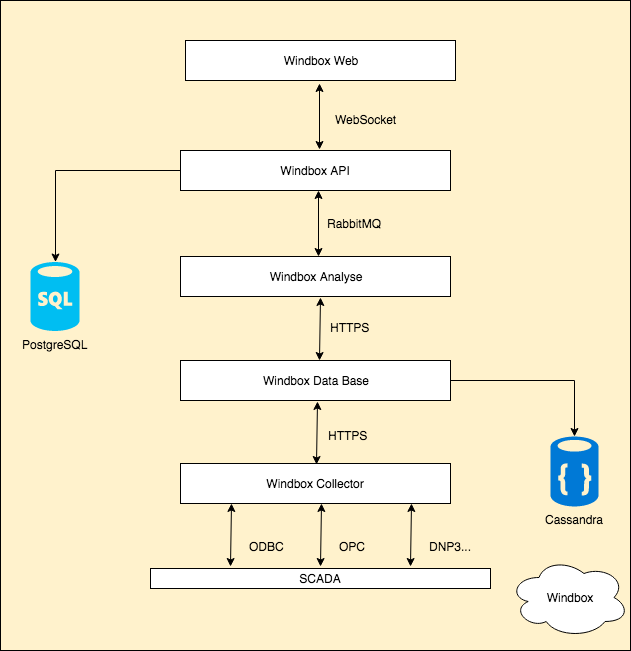 Windbox Web
WebSocket
Windbox API
RabbitMQ
Windbox Analyse
SQL
PostgreSQL
HTTPS
Windbox Data Base
HTTPS
{ }
Windbox Collector
Cassandra
ODBC
OPC
DNP3...
SCADA
Windbox